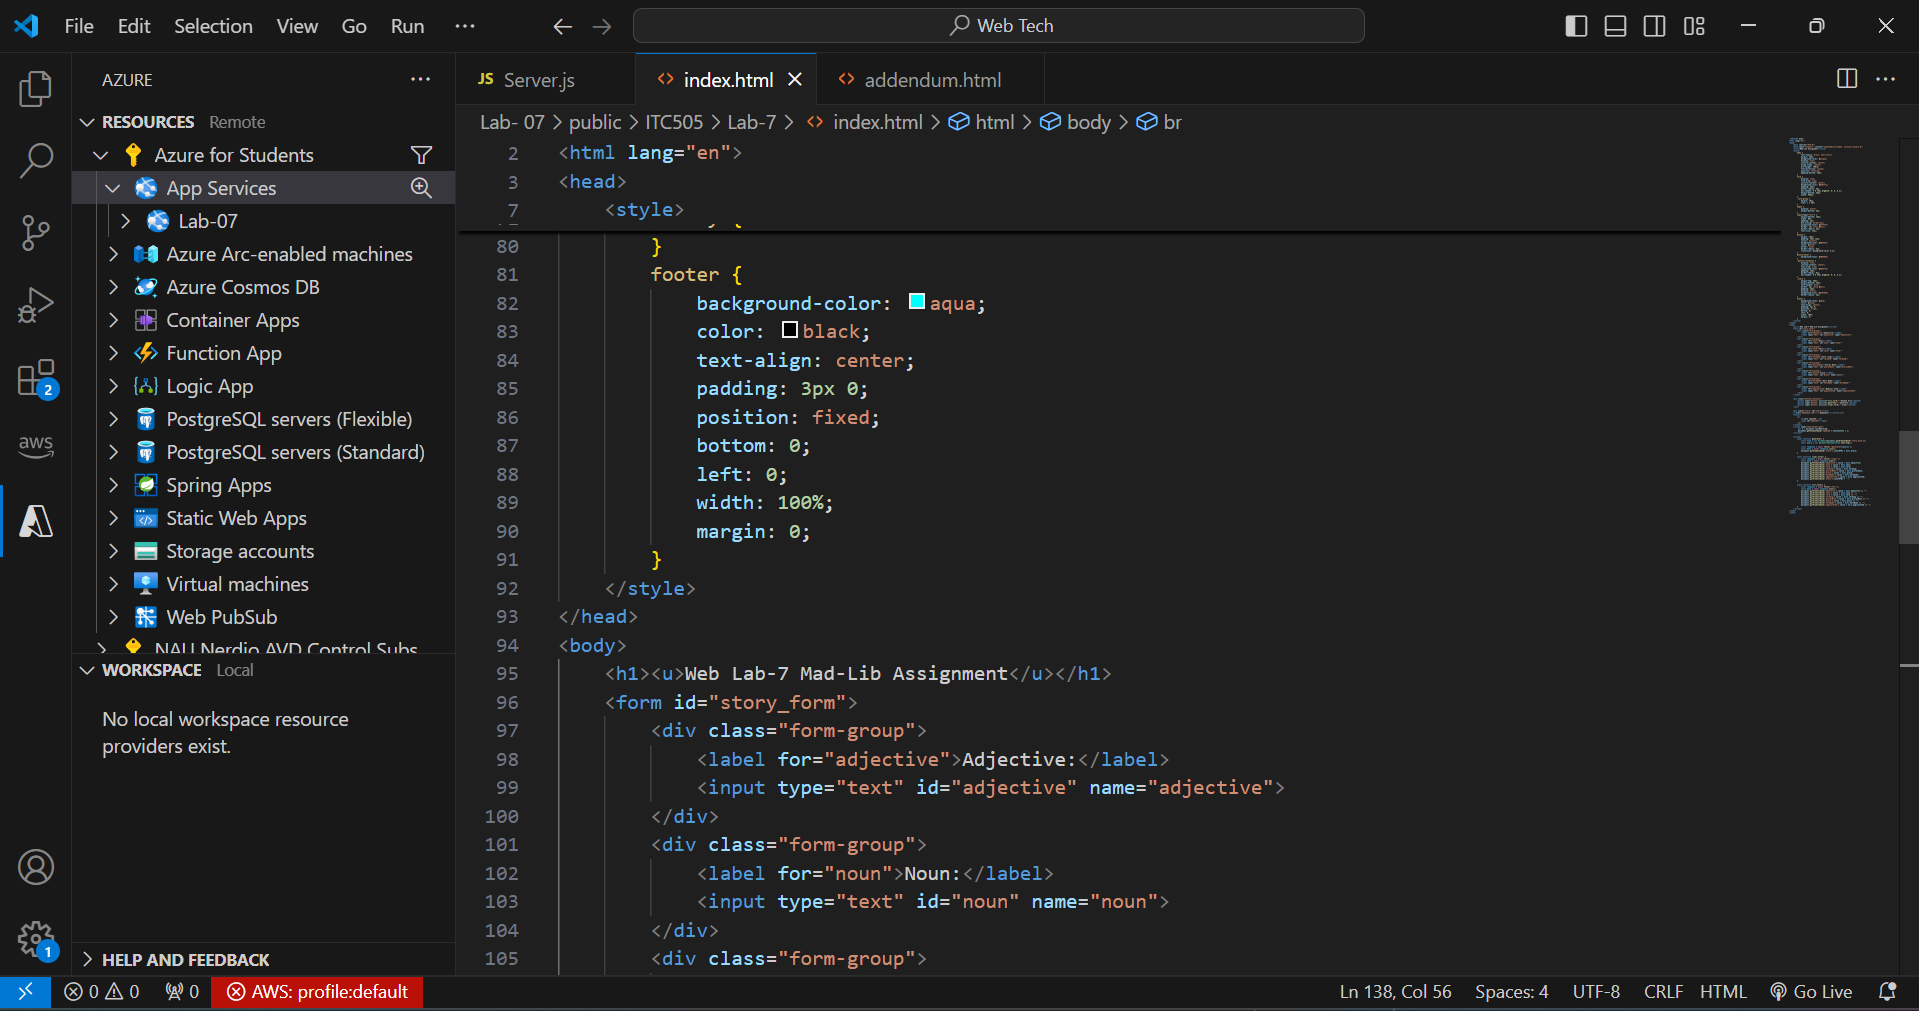 File Edit Selection View Go Run ··· Web Tech
AZURE ···
RESOURCES Remote
Azure for Students
App Services
Lab-07
Azure Arc-enabled machines
Azure Cosmos DB
Container Apps
Function App
Logic App
PostgreSQL servers (Flexible)
PostgreSQL servers (Standard)
Spring Apps
Static Web Apps
Storage accounts
Virtual machines
Web PubSub
NAU Nerdio AVD Control Subs
WORKSPACE Local
No local workspace resource
providers exist.
HELP AND FEEDBACK
2
aws
1
JS Server.js <> index.html <> addendum.html ···
Lab- 07 > public > ITC505 > Lab-7 > <> index.html > html > body > br
2 <html lang="en">
3 <head>
7 <style>
80 }
81 footer {
82 background-color: aqua;
83 color: black;
84 text-align: center;
85 padding: 3px 0;
86 position: fixed;
87 bottom: 0;
88 left: 0;
89 width: 100%;
90 margin: 0;
91 }
92 </style>
93 </head>
94 <body>
95 <h1><u>Web Lab-7 Mad-Lib Assignment</u></h1>
96 <form id="story_form">
97 <div class="form-group">
98 <label for="adjective">Adjective:</label>
99 <input type="text" id="adjective" name="adjective">
100 </div>
101 <div class="form-group">
102 <label for="noun">Noun:</label>
103 <input type="text" id="noun" name="noun">
104 </div>
105 <div class="form-group">
0 0 0 AWS: profile:default Ln 138, Col 56 Spaces: 4 UTF-8 CRLF HTML Go Live